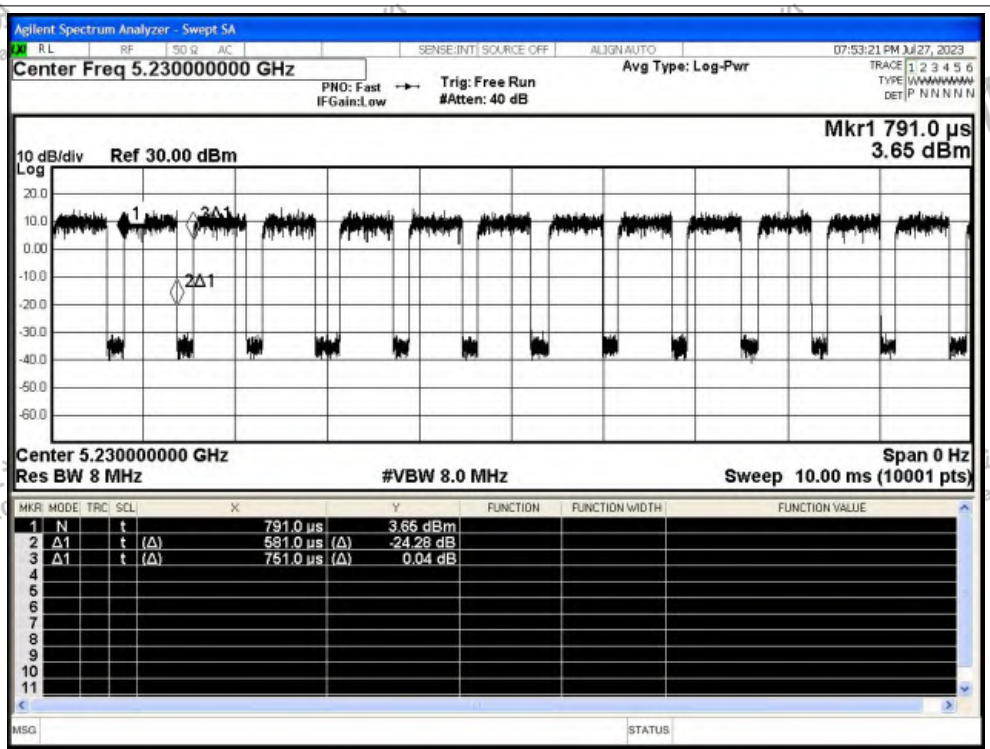 Agilent Spectrum Analyzer - Swept SA
LXI RL RF 50 Ω AC SENSE:INT SOURCE OFF ALIGN AUTO 07:53:21 PM Jul 27, 2023
Center Freq 5.230000000 GHz Avg Type: Log-Pwr TRACE 1 2 3 4 5 6
PNO: Fast Trig: Free Run TYPE WWWWWW
IFGain:Low #Atten: 40 dB DET P N N N N N
Mkr1 791.0 µs
10 dB/div Ref 30.00 dBm 3.65 dBm
Log
20.0
10.0 1 3Δ1
0.00
-10.0 2Δ1
-20.0
-30.0
-40.0
-50.0
-60.0
Center 5.230000000 GHz Span 0 Hz
Res BW 8 MHz #VBW 8.0 MHz Sweep 10.00 ms (10001 pts)
MKR MODE TRC SCL X Y FUNCTION FUNCTION WIDTH FUNCTION VALUE
1 N t 791.0 µs 3.65 dBm
2 Δ1 t (Δ) 581.0 µs (Δ) -24.28 dB
3 Δ1 t (Δ) 751.0 µs (Δ) 0.04 dB
4
5
6
7
8
9
10
11
MSG STATUS